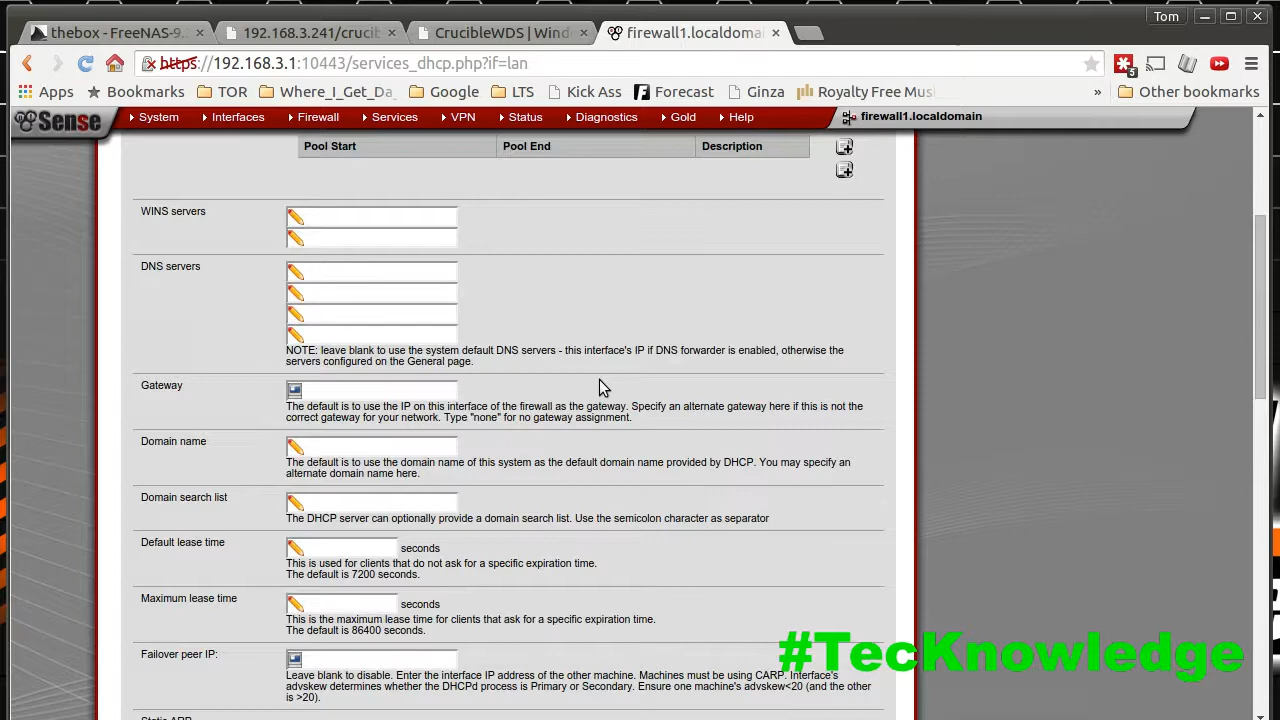 Tom
thebox - FreeNAS-9.
192.168.3.241/cruci
CrucibleWDS | Wind
firewall1.localdomai
https://192.168.3.1:10443/services_dhcp.php?if=lan
5
Apps
Bookmarks
TOR
Where_I_Get_Da
Google
LTS
Kick Ass
Forecast
Ginza
Royalty Free Mus
»
Other bookmarks
Sense
System
Interfaces
Firewall
Services
VPN
Status
Diagnostics
Gold
Help
firewall1.localdomain
Pool Start
Pool End
Description
WINS servers
DNS servers
NOTE: leave blank to use the system default DNS servers - this interface's IP if DNS forwarder is enabled, otherwise the
servers configured on the General page.
Gateway
The default is to use the IP on this interface of the firewall as the gateway. Specify an alternate gateway here if this is not the
correct gateway for your network. Type "none" for no gateway assignment.
Domain name
The default is to use the domain name of this system as the default domain name provided by DHCP. You may specify an
alternate domain name here.
Domain search list
The DHCP server can optionally provide a domain search list. Use the semicolon character as separator
Default lease time
seconds
This is used for clients that do not ask for a specific expiration time.
The default is 7200 seconds.
Maximum lease time
seconds
This is the maximum lease time for clients that ask for a specific expiration time.
The default is 86400 seconds.
Failover peer IP:
Leave blank to disable. Enter the interface IP address of the other machine. Machines must be using CARP. Interface's
advskew determines whether the DHCPd process is Primary or Secondary. Ensure one machine's advskew<20 (and the other
is >20).
#TecKnowledge